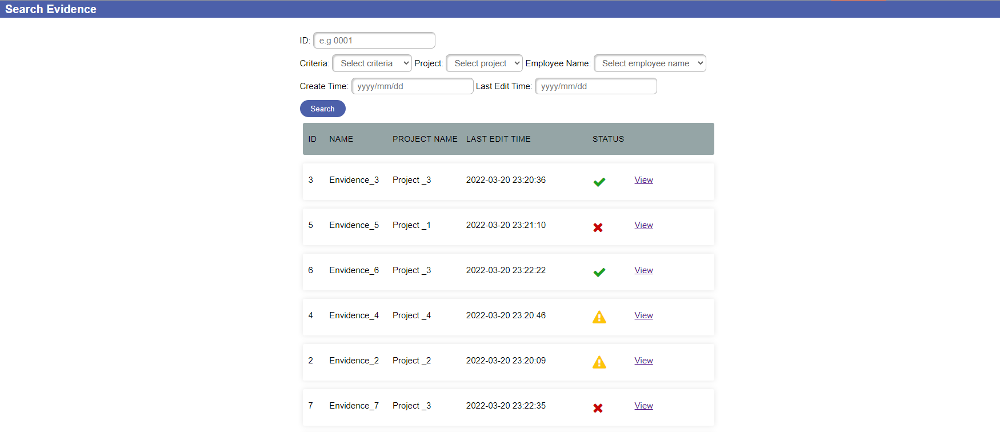 Search Evidence
ID: e.g 0001
Criteria: Select criteria Project: Select project Employee Name: Select employee name
Create Time: yyyy/mm/dd Last Edit Time: yyyy/mm/dd
Search
ID NAME PROJECT NAME LAST EDIT TIME STATUS
3 Envidence_3 Project _3 2022-03-20 23:20:36 View
5 Envidence_5 Project _1 2022-03-20 23:21:10 View
6 Envidence_6 Project _3 2022-03-20 23:22:22 View
4 Envidence_4 Project _4 2022-03-20 23:20:46 View
2 Envidence_2 Project _2 2022-03-20 23:20:09 View
7 Envidence_7 Project _3 2022-03-20 23:22:35 View